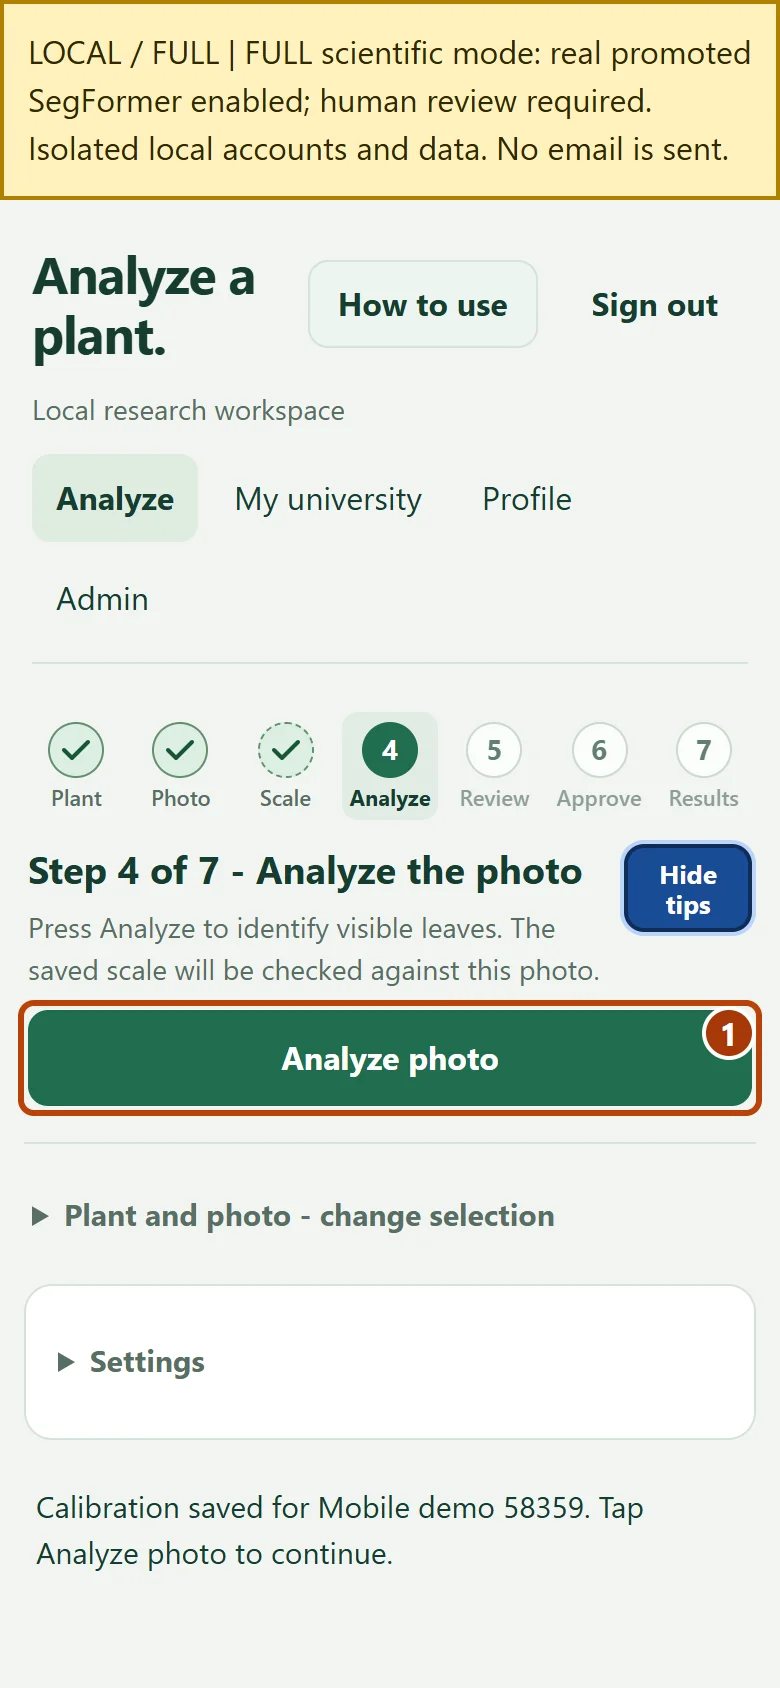 LOCAL / FULL | FULL scientific mode: real promoted
SegFormer enabled; human review required.
Isolated local accounts and data. No email is sent.
Analyze a
plant.
How to use
Sign out
Local research workspace
Analyze
My university
Profile
Admin
4
5
6
7
Plant
Photo
Scale
Analyze
Review
Approve
Results
Step 4 of 7 - Analyze the photo
Hide
tips
Press Analyze to identify visible leaves. The
saved scale will be checked against this photo.
1
Analyze photo
Plant and photo - change selection
Settings
Calibration saved for Mobile demo 58359. Tap
Analyze photo to continue.